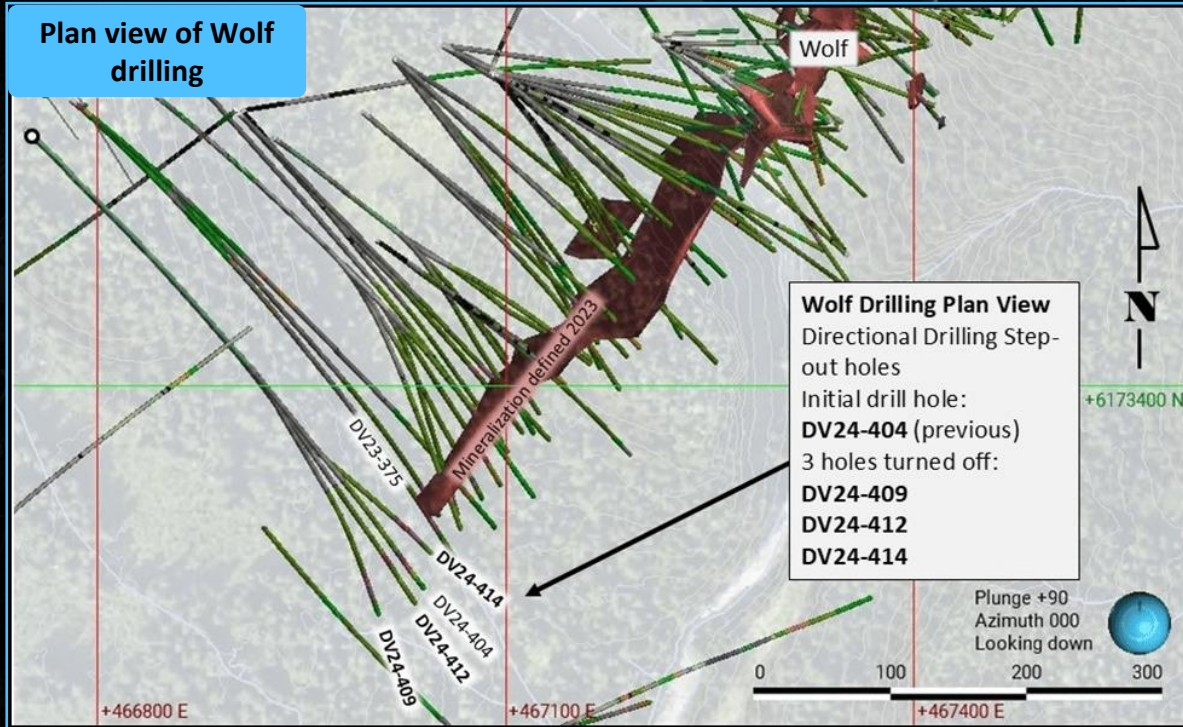 Plan view of Wolf
drilling
Wolf
Mineralization defined 2023
Wolf Drilling Plan View
Directional Drilling Step-
out holes
Initial drill hole:
DV24-404 (previous)
3 holes turned off:
DV24-409
DV24-412
DV24-414
N
+6173400 N
DV23-375
DV24-414
DV24-404
DV24-412
DV24-409
Plunge +90
Azimuth 000
Looking down
0 100 200 300
+466800 E
+467100 E
+467400 E